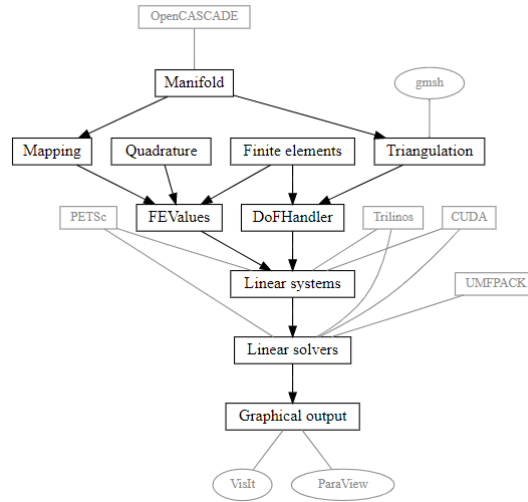 OpenCASCADE
Manifold
gmsh
Mapping
Quadrature
Finite elements
Triangulation
PETSc
FEValues
DoFHandler
Trilinos
CUDA
Linear systems
UMFPACK
Linear solvers
Graphical output
VisIt
ParaView